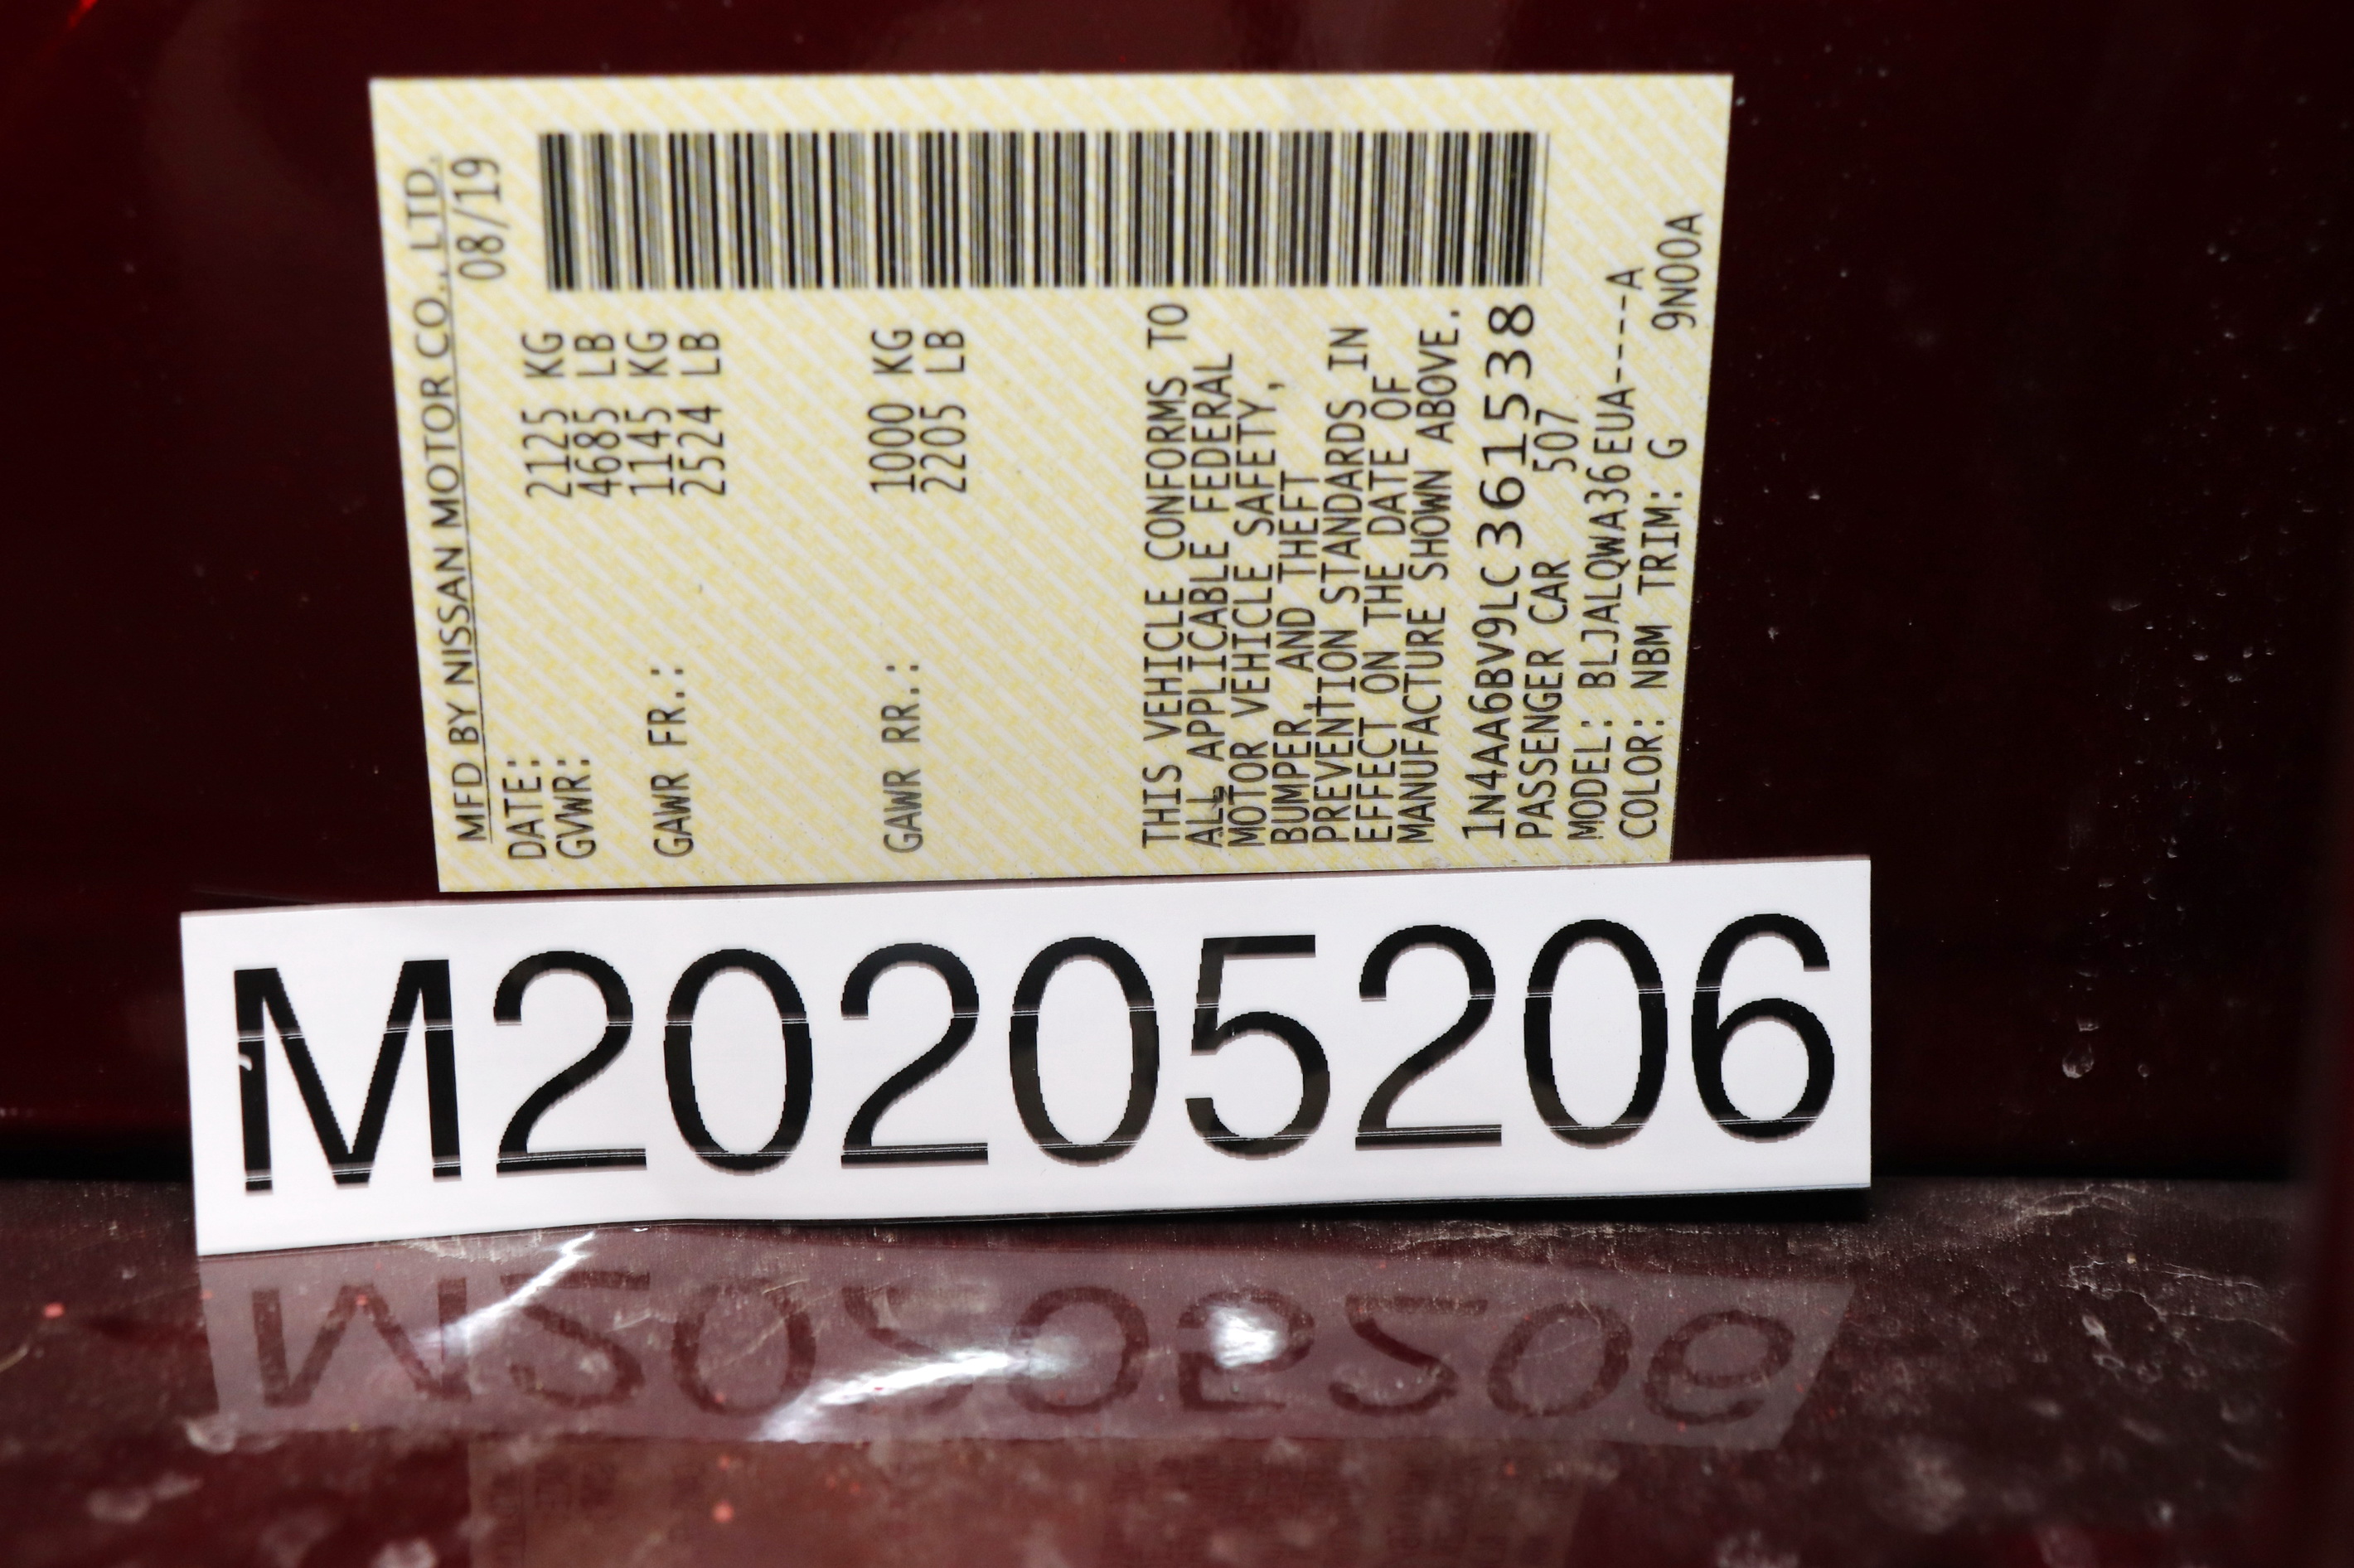 MFD BY NISSAN MOTOR CO., LTD.
DATE: 08/19
GVWR: 2125 KG
4685 LB
GAWR FR.: 1145 KG
2524 LB
GAWR RR.: 1000 KG
2205 LB
THIS VEHICLE CONFORMS TO
ALL APPLICABLE FEDERAL
MOTOR VEHICLE SAFETY,
BUMPER, AND THEFT
PREVENTION STANDARDS IN
EFFECT ON THE DATE OF
MANUFACTURE SHOWN ABOVE.
1N4AA6BV9LC361538
PASSENGER CAR 507
MODEL: BLJALQWA36EUA-----A
COLOR: NBM TRIM: G 9N00A
M20205206